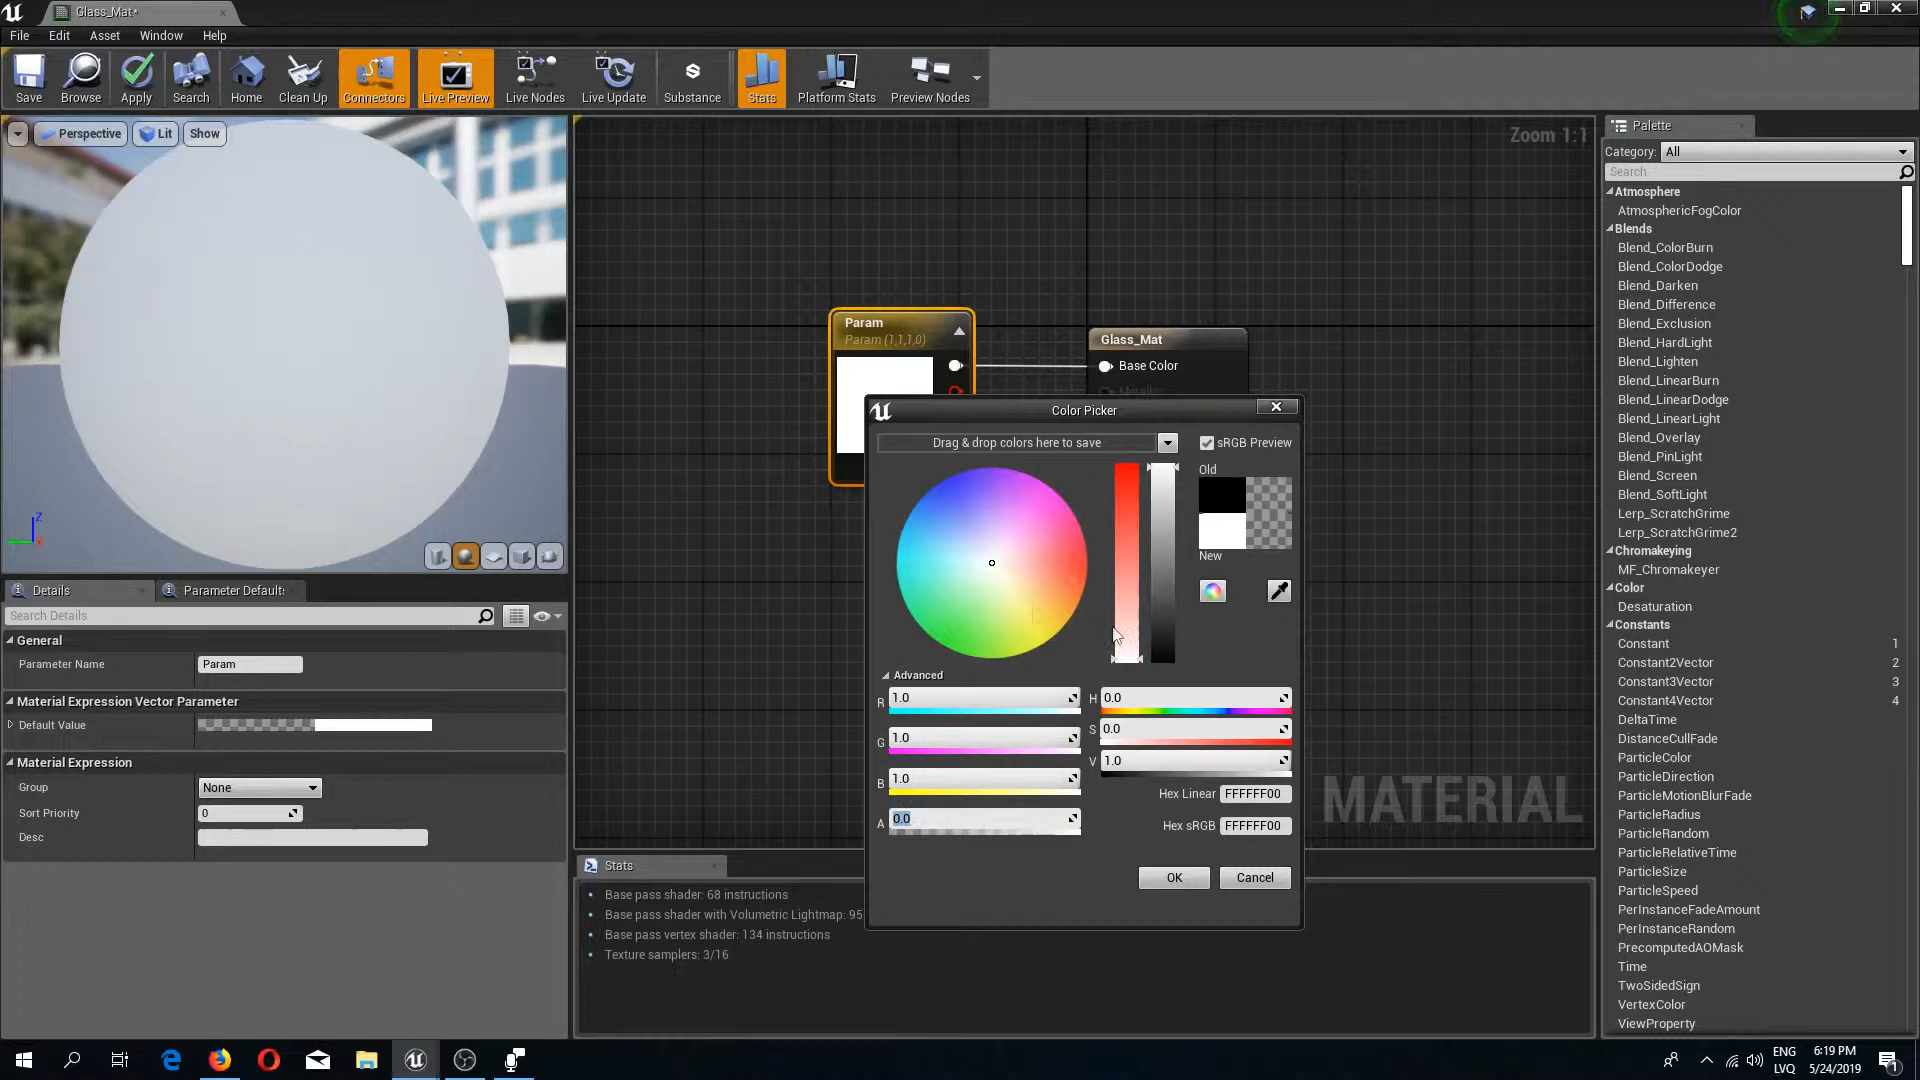 Glass_Mat*
File Edit Asset Window Help
Save Browse Apply Search Home Clean Up Connectors Live Preview Live Nodes Live Update Substance Stats Platform Stats Preview Nodes
Perspective Lit Show
Zoom 1:1
Param
Param (1,1,1,0)
Glass_Mat
Base Color
MATERIAL
Color Picker
Drag & drop colors here to save
sRGB Preview
Old
New
Advanced
R 1.0
H 0.0
G 1.0
S 0.0
B 1.0
V 1.0
A 0.0
Hex Linear FFFFFF00
Hex sRGB FFFFFF00
OK Cancel
Details Parameter Default
Search Details
General
Parameter Name Param
Material Expression Vector Parameter
Default Value
Material Expression
Group None
Sort Priority 0
Desc
Stats
Base pass shader: 68 instructions
Base pass shader with Volumetric Lightmap: 95
Base pass vertex shader: 134 instructions
Texture samplers: 3/16
Palette
Category: All
Search
Atmosphere
AtmosphericFogColor
Blends
Blend_ColorBurn
Blend_ColorDodge
Blend_Darken
Blend_Difference
Blend_Exclusion
Blend_HardLight
Blend_Lighten
Blend_LinearBurn
Blend_LinearDodge
Blend_LinearLight
Blend_Overlay
Blend_PinLight
Blend_Screen
Blend_SoftLight
Lerp_ScratchGrime
Lerp_ScratchGrime2
Chromakeying
MF_Chromakeyer
Color
Desaturation
Constants
Constant 1
Constant2Vector 2
Constant3Vector 3
Constant4Vector 4
DeltaTime
DistanceCullFade
ParticleColor
ParticleDirection
ParticleMotionBlurFade
ParticleRadius
ParticleRandom
ParticleRelativeTime
ParticleSize
ParticleSpeed
PerInstanceFadeAmount
PerInstanceRandom
PrecomputedAOMask
Time
TwoSidedSign
VertexColor
ViewProperty
ENG
LVQ
6:19 PM
5/24/2019
1